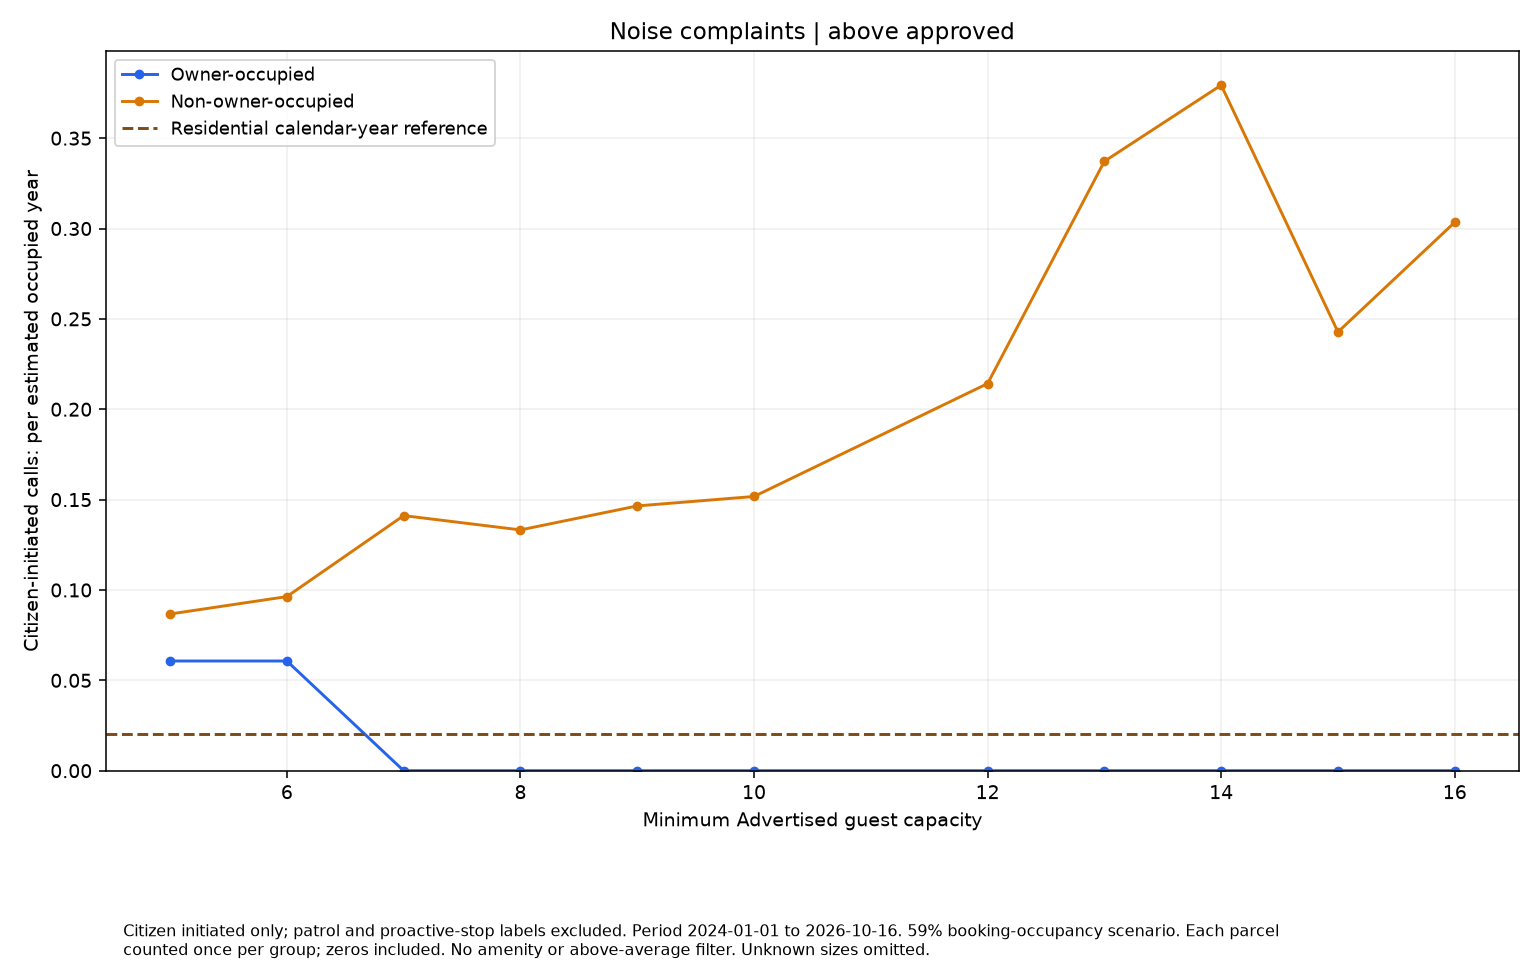 Noise complaints | above approved
Owner-occupied
Non-owner-occupied
Residential calendar-year reference
Citizen-initiated calls: per estimated occupied year
0.35
0.30
0.25
0.20
0.15
0.10
0.05
0.00
6 8 10 12 14 16
Minimum Advertised guest capacity
Citizen initiated only; patrol and proactive-stop labels excluded. Period 2024-01-01 to 2026-10-16. 59% booking-occupancy scenario. Each parcel
counted once per group; zeros included. No amenity or above-average filter. Unknown sizes omitted.